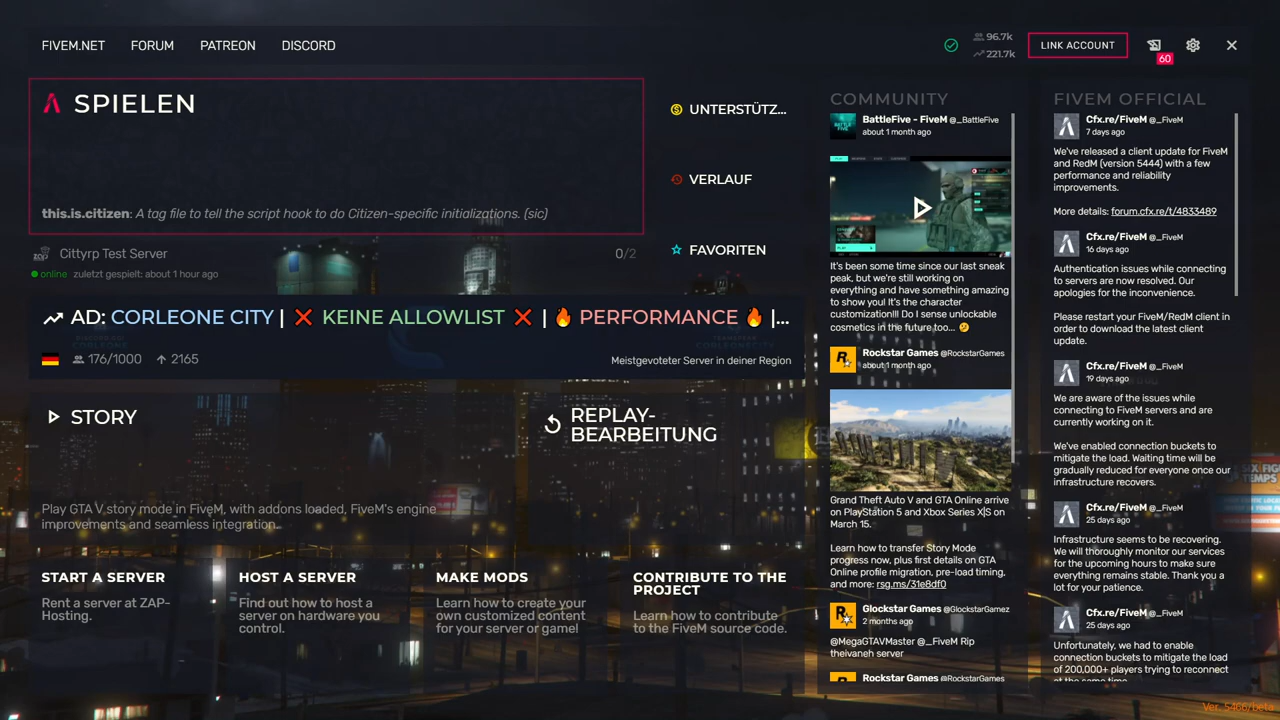 FIVEM.NET
FORUM
PATREON
DISCORD
96.7k
221.7k
LINK ACCOUNT
60
SPIELEN
this.is.citizen: A tag file to tell the script hook to do Citizen-specific initializations. (sic)
Cittyrp Test Server
0/2
online
zuletzt gespielt: about 1 hour ago
UNTERSTÜTZ...
VERLAUF
FAVORITEN
AD: CORLEONE CITY | ❌ KEINE ALLOWLIST ❌ | 🔥 PERFORMANCE 🔥 |...
176/1000
2165
Meistgevoteter Server in deiner Region
STORY
Play GTA V story mode in FiveM, with addons loaded, FiveM's engine
improvements and seamless integration.
REPLAY-
BEARBEITUNG
START A SERVER
Rent a server at ZAP-
Hosting.
HOST A SERVER
Find out how to host a
server on hardware you
control.
MAKE MODS
Learn how to create your
own customized content
for your server or game!
CONTRIBUTE TO THE
PROJECT
Learn how to contribute
to the FiveM source code.
COMMUNITY
BattleFive - FiveM @_BattleFive
about 1 month ago
It's been some time since our last sneak
peak, but we're still working on
everything and have something amazing
to show you! It's the character
customization!!! Do I sense unlockable
cosmetics in the future too... 🤔
Rockstar Games @RockstarGames
about 1 month ago
Grand Theft Auto V and GTA Online arrive
on PlayStation 5 and Xbox Series X|S on
March 15.
Learn how to transfer Story Mode
progress now, plus first details on GTA
Online profile migration, pre-load timing,
and more: rsg.ms/31e8df0
Glockstar Games @GlockstarGamez
2 months ago
@MegaGTAVMaster @_FiveM Rip
theivaneh server
Rockstar Games @RockstarGames
FIVEM OFFICIAL
Cfx.re/FiveM @_FiveM
7 days ago
We've released a client update for FiveM
and RedM (version 5444) with a few
performance and reliability
improvements.
More details: forum.cfx.re/t/4833489
Cfx.re/FiveM @_FiveM
16 days ago
Authentication issues while connecting
to servers are now resolved. Our
apologies for the inconvenience.
Please restart your FiveM/RedM client in
order to download the latest client
update.
Cfx.re/FiveM @_FiveM
19 days ago
We are aware of the issues while
connecting to FiveM servers and are
currently working on it.
We've enabled connection buckets to
mitigate the load. Waiting time will be
gradually reduced for everyone once our
infrastructure recovers.
Cfx.re/FiveM @_FiveM
25 days ago
Infrastructure seems to be recovering.
We will thoroughly monitor our services
for the upcoming hours to make sure
everything remains stable. Thank you a
lot for your patience.
Cfx.re/FiveM @_FiveM
25 days ago
Unfortunately, we had to enable
connection buckets to mitigate the load
of 200,000+ players trying to reconnect
at the same time.
Ver. 5466/beta